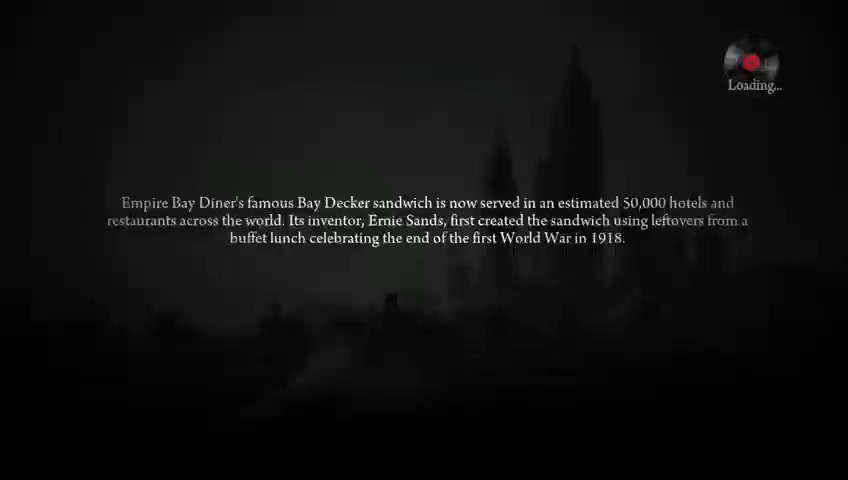 Loading...
Empire Bay Diner's famous Bay Decker sandwich is now served in an estimated 50,000 hotels and
restaurants across the world. Its inventor, Ernie Sands, first created the sandwich using leftovers from a
buffet lunch celebrating the end of the first World War in 1918.